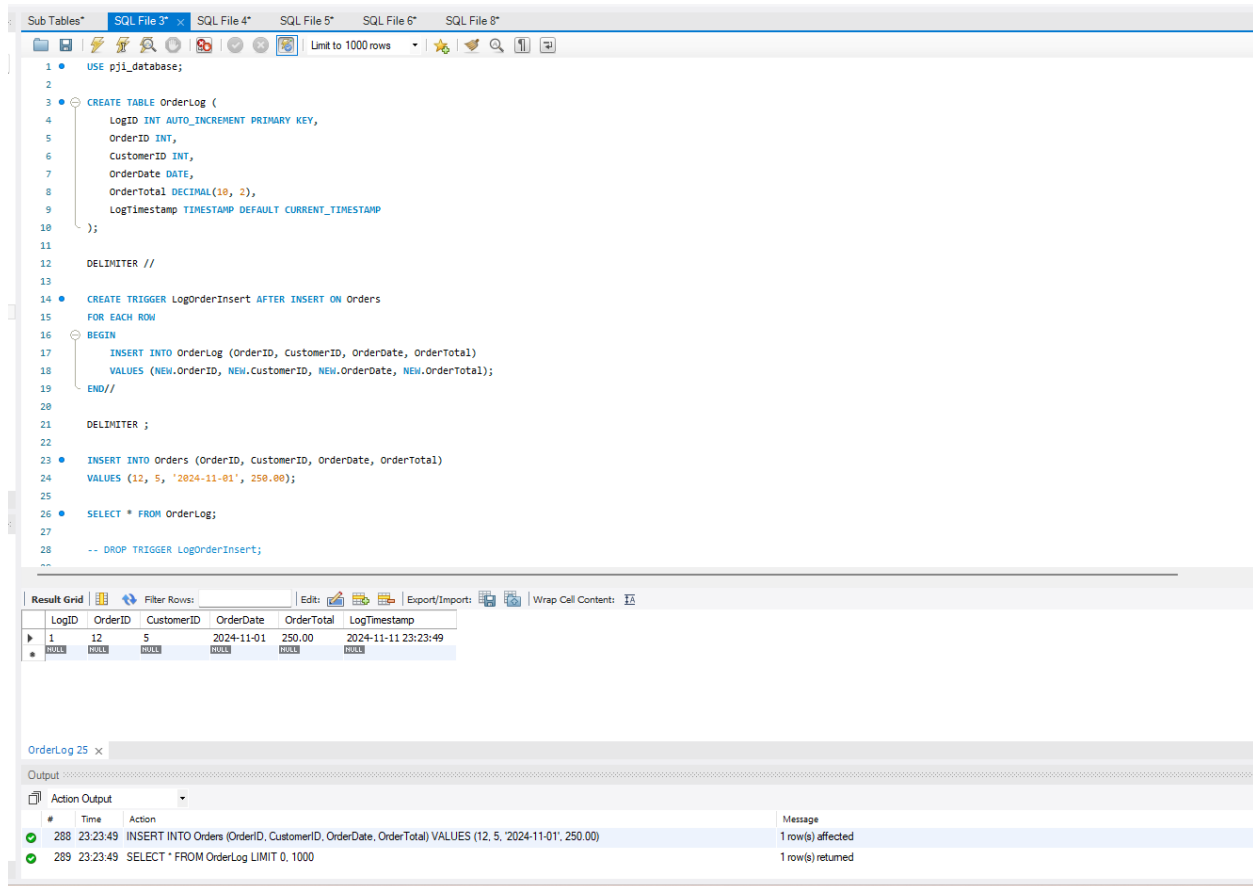 Sub Tables* SQL File 3* × SQL File 4* SQL File 5* SQL File 6* SQL File 8*
Limit to 1000 rows
1 USE pji_database;
2
3 CREATE TABLE OrderLog (
4 LogID INT AUTO_INCREMENT PRIMARY KEY,
5 OrderID INT,
6 CustomerID INT,
7 OrderDate DATE,
8 OrderTotal DECIMAL(10, 2),
9 LogTimestamp TIMESTAMP DEFAULT CURRENT_TIMESTAMP
10 );
11
12 DELIMITER //
13
14 CREATE TRIGGER LogOrderInsert AFTER INSERT ON Orders
15 FOR EACH ROW
16 BEGIN
17 INSERT INTO OrderLog (OrderID, CustomerID, OrderDate, OrderTotal)
18 VALUES (NEW.OrderID, NEW.CustomerID, NEW.OrderDate, NEW.OrderTotal);
19 END//
20
21 DELIMITER ;
22
23 INSERT INTO Orders (OrderID, CustomerID, OrderDate, OrderTotal)
24 VALUES (12, 5, '2024-11-01', 250.00);
25
26 SELECT * FROM OrderLog;
27
28 -- DROP TRIGGER LogOrderInsert;
Result Grid Filter Rows: Edit: Export/Import: Wrap Cell Content:
LogID OrderID CustomerID OrderDate OrderTotal LogTimestamp
1 12 5 2024-11-01 250.00 2024-11-11 23:23:49
NULL NULL NULL NULL NULL NULL
OrderLog 25 ×
Output
Action Output
# Time Action Message
288 23:23:49 INSERT INTO Orders (OrderID, CustomerID, OrderDate, OrderTotal) VALUES (12, 5, '2024-11-01', 250.00) 1 row(s) affected
289 23:23:49 SELECT * FROM OrderLog LIMIT 0, 1000 1 row(s) returned